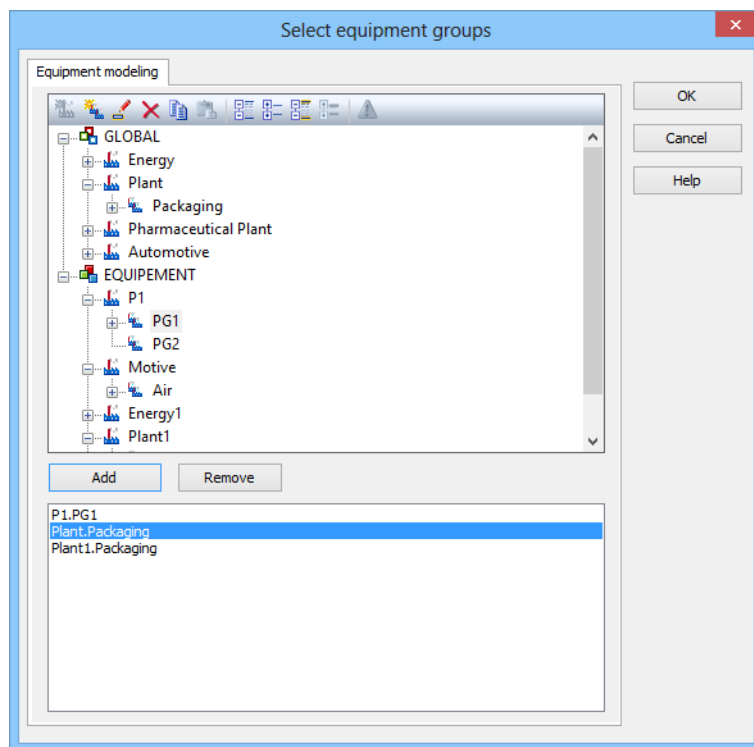 Select equipment groups
Equipment modeling
OK
Cancel
Help
GLOBAL
Energy
Plant
Packaging
Pharmaceutical Plant
Automotive
EQUIPEMENT
P1
PG1
PG2
Motive
Air
Energy1
Plant1
Add
Remove
P1.PG1
Plant.Packaging
Plant1.Packaging